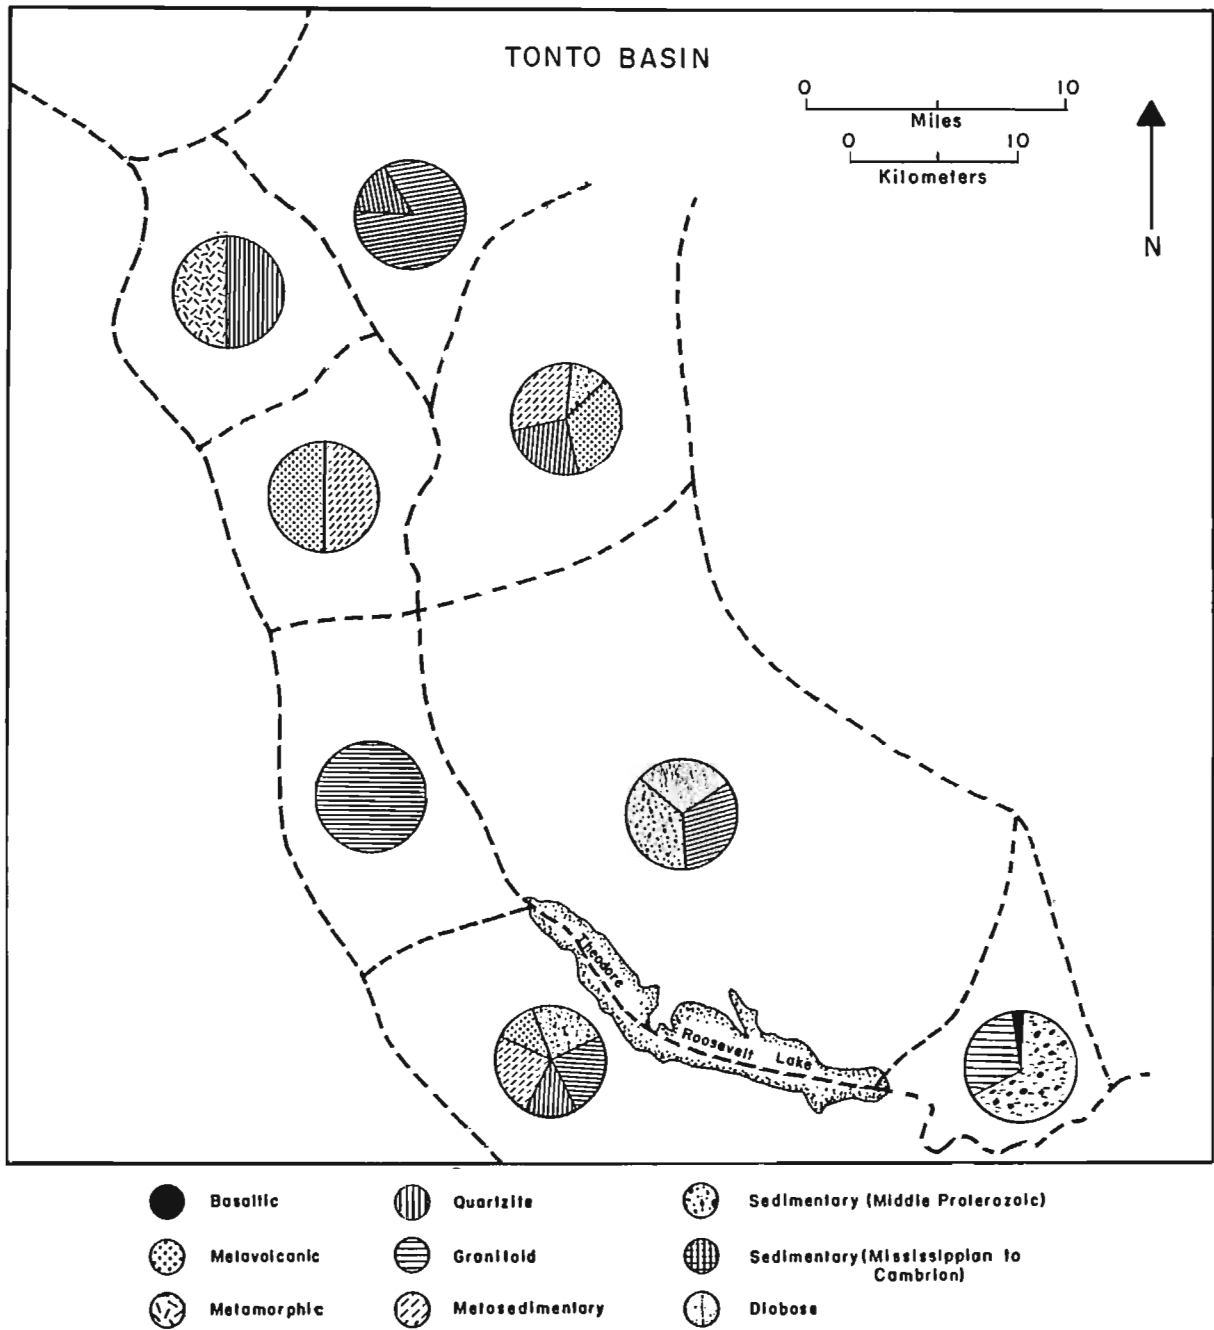 TONTO BASIN
0 10
Miles
0 10
Kilometers
N
Theodore
Roosevelt Lake
Basaltic
Quartzite
Sedimentary (Middle Proterozoic)
Metavolcanic
Granitoid
Sedimentary (Mississippian to
Cambrian)
Metamorphic
Metasedimentary
Diabase